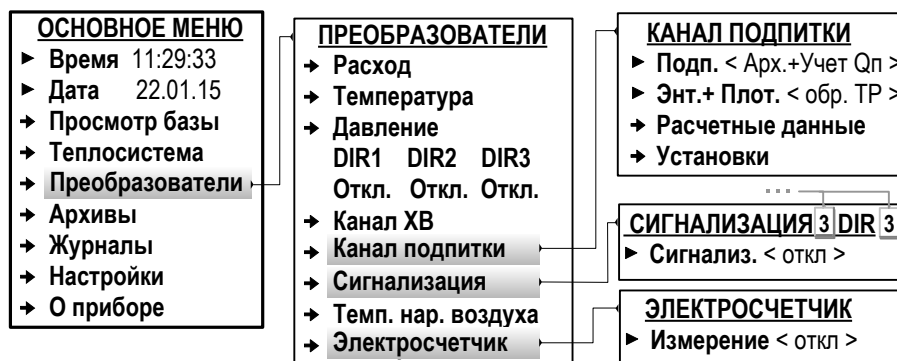 ОСНОВНОЕ МЕНЮ
► Время 11:29:33
► Дата 22.01.15
➔ Просмотр базы
➔ Теплосистема
➔ Преобразователи
➔ Архивы
➔ Журналы
➔ Настройки
➔ О приборе
ПРЕОБРАЗОВАТЕЛИ
➔ Расход
➔ Температура
➔ Давление
DIR1 DIR2 DIR3
Откл. Откл. Откл.
➔ Канал ХВ
➔ Канал подпитки
➔ Сигнализация
➔ Темп. нар. воздуха
➔ Электросчетчик
КАНАЛ ПОДПИТКИ
► Подп. < Арх.+Учет Qп >
► Энт.+ Плот. < обр. ТР >
➔ Расчетные данные
➔ Установки
...
СИГНАЛИЗАЦИЯ 3 DIR 3
► Сигнализ. < откл >
ЭЛЕКТРОСЧЕТЧИК
► Измерение < откл >